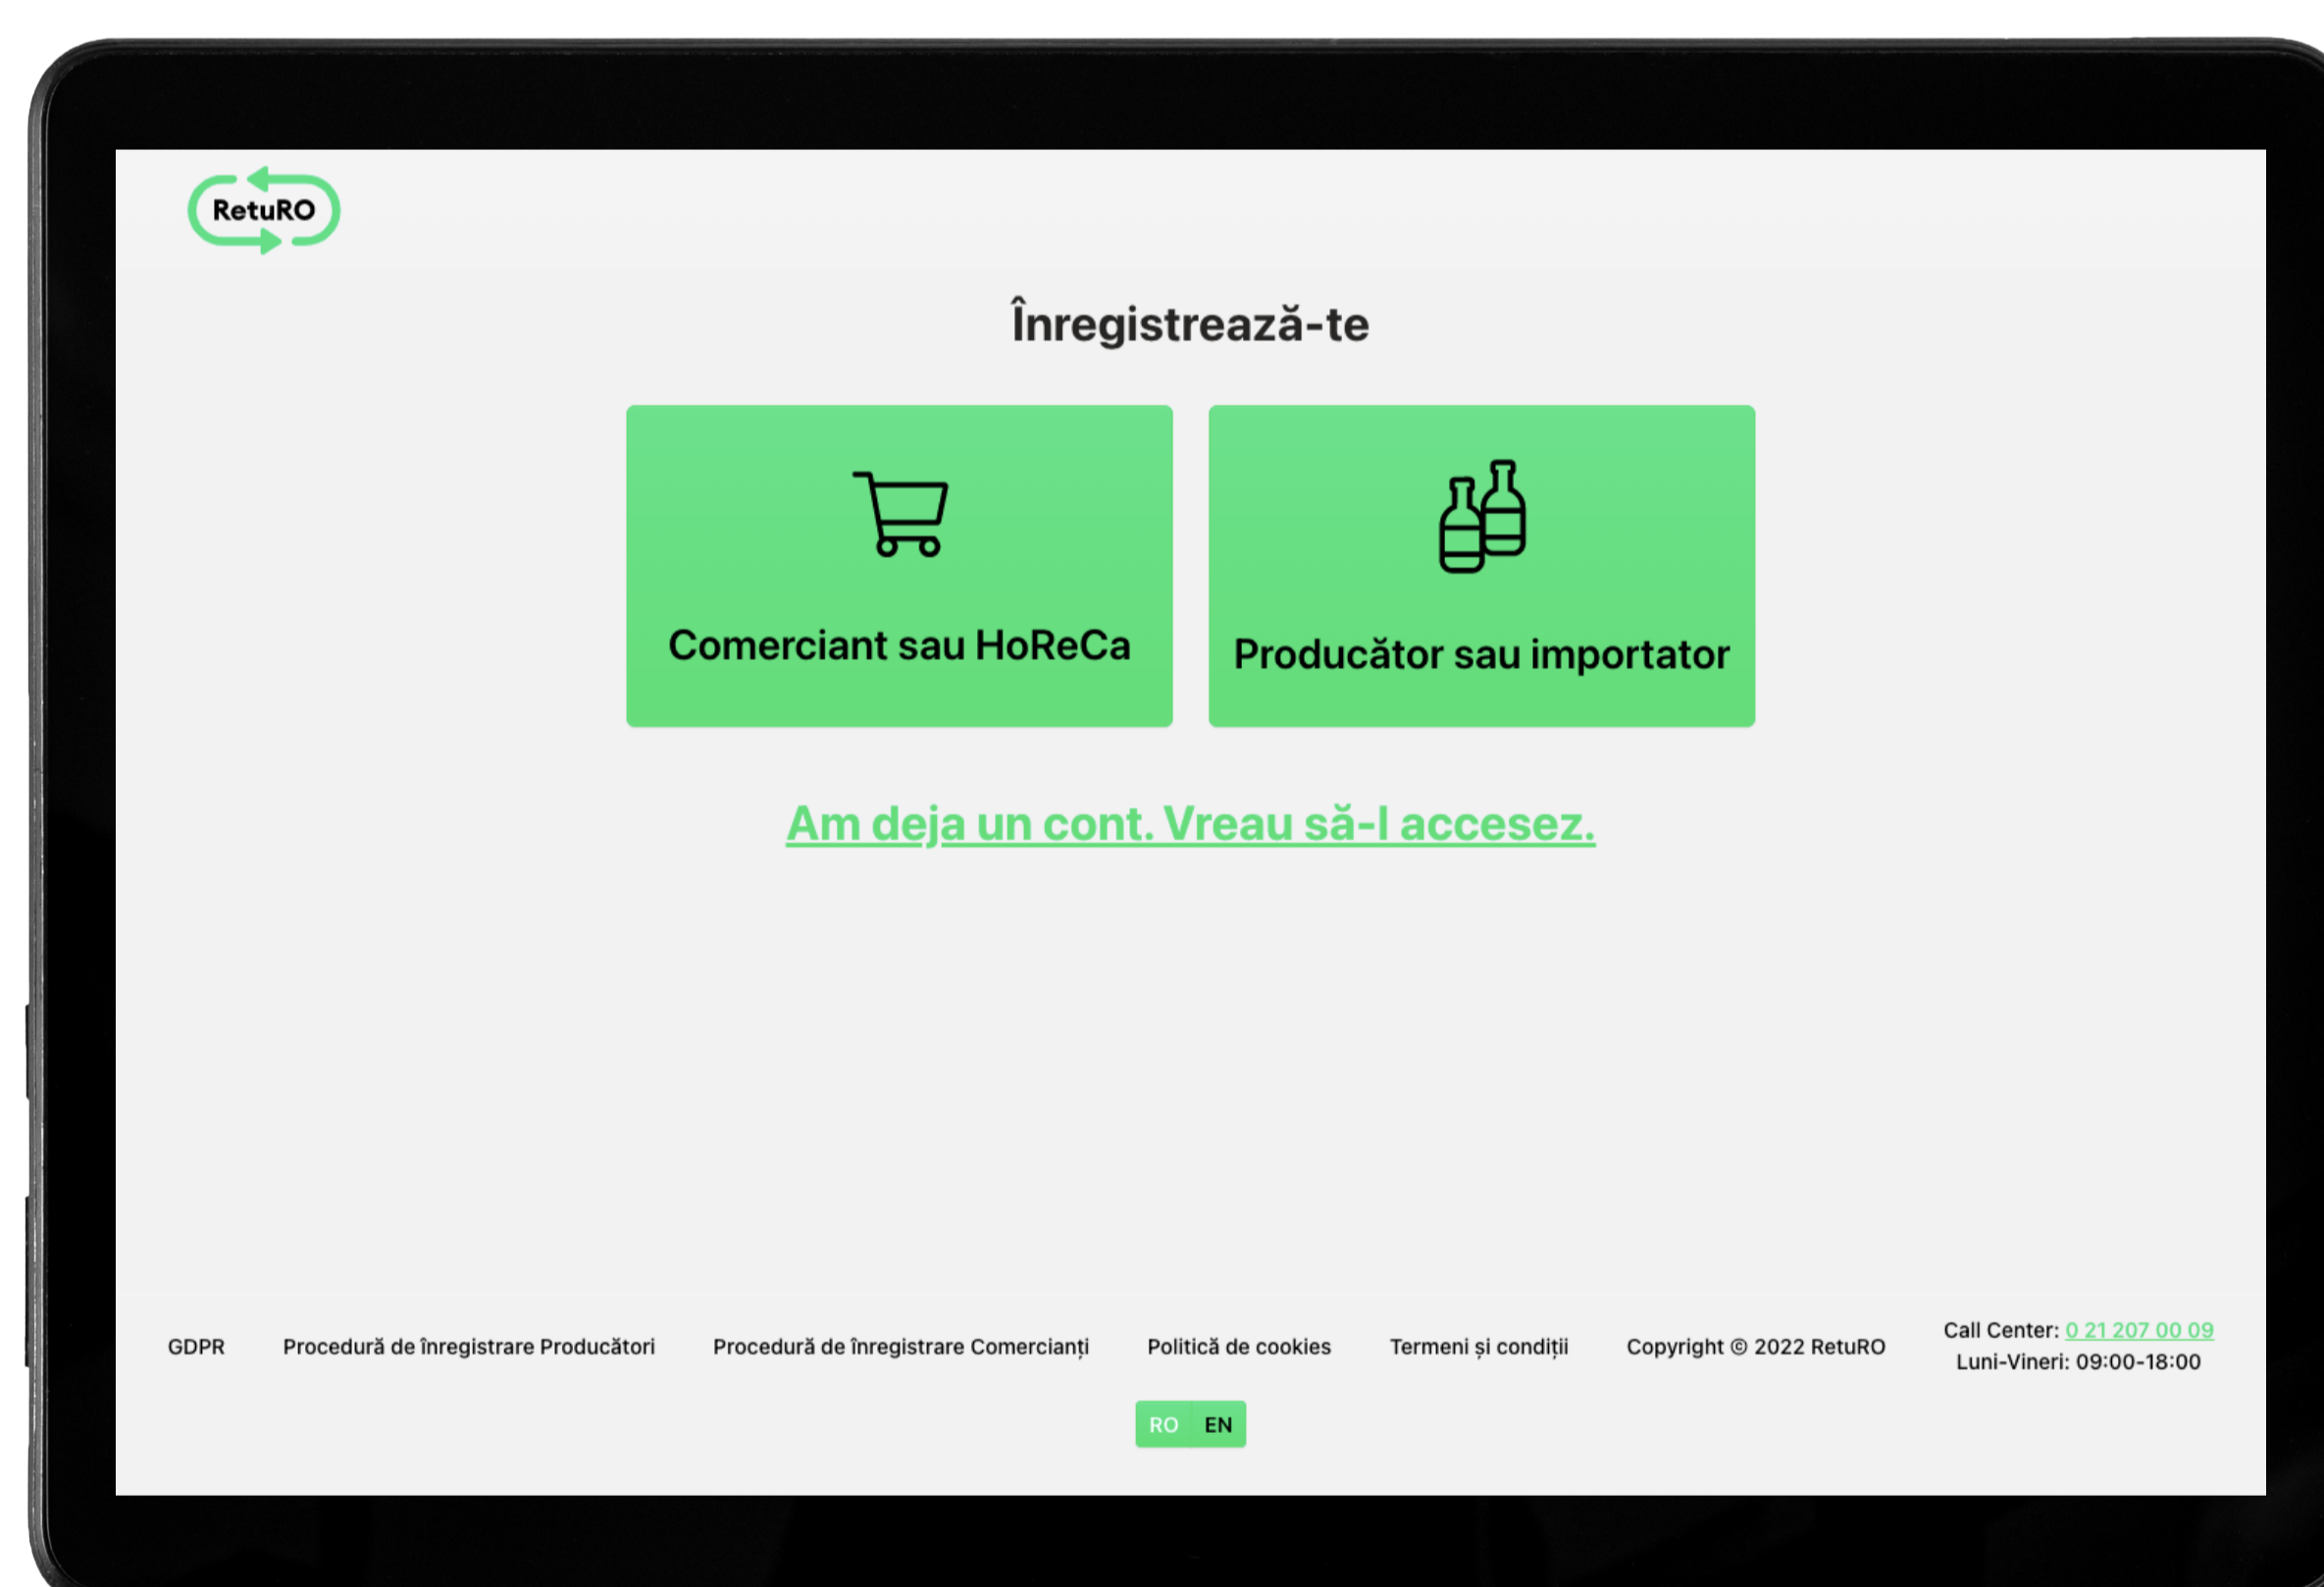 RetuRO
Înregistrează-te
Comerciant sau HoReCa
Producător sau importator
Am deja un cont. Vreau să-l accesez.
GDPR
Procedură de înregistrare Producători
Procedură de înregistrare Comercianți
Politică de cookies
Termeni și condiții
Copyright © 2022 RetuRO
Call Center: 0 21 207 00 09
Luni-Vineri: 09:00-18:00
RO EN